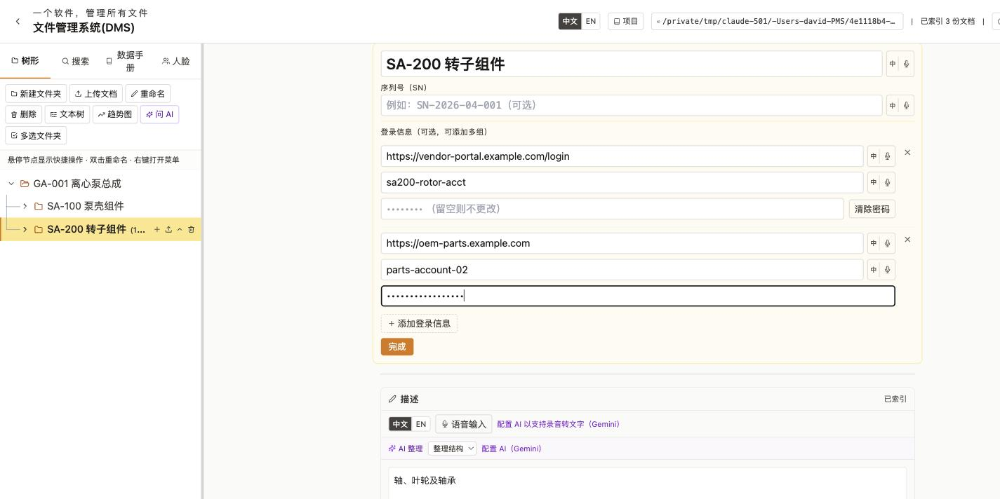 一个软件，管理所有文件
文件管理系统(DMS)
中文 EN
项目
/private/tmp/claude-501/-Users-david-PMS/4e1118b4-…
| 已索引 3 份文档 |
树形
搜索
数据手册
人脸
新建文件夹
上传文档
重命名
删除
文本树
趋势图
问 AI
多选文件夹
悬停节点显示快捷操作 · 双击重命名 · 右键打开菜单
GA-001 离心泵总成
SA-100 泵壳组件
SA-200 转子组件 (1…
SA-200 转子组件
中
序列号（SN）
例如：SN-2026-04-001（可选）
中
登录信息（可选，可添加多组）
https://vendor-portal.example.com/login
中
sa200-rotor-acct
中
•••••••• （留空则不更改）
清除密码
https://oem-parts.example.com
中
parts-account-02
中
•••••••••••••••••
+ 添加登录信息
完成
描述
已索引
中文 EN
语音输入
配置 AI 以支持录音转文字（Gemini）
AI 整理
整理结构
配置 AI（Gemini）
轴、叶轮及轴承